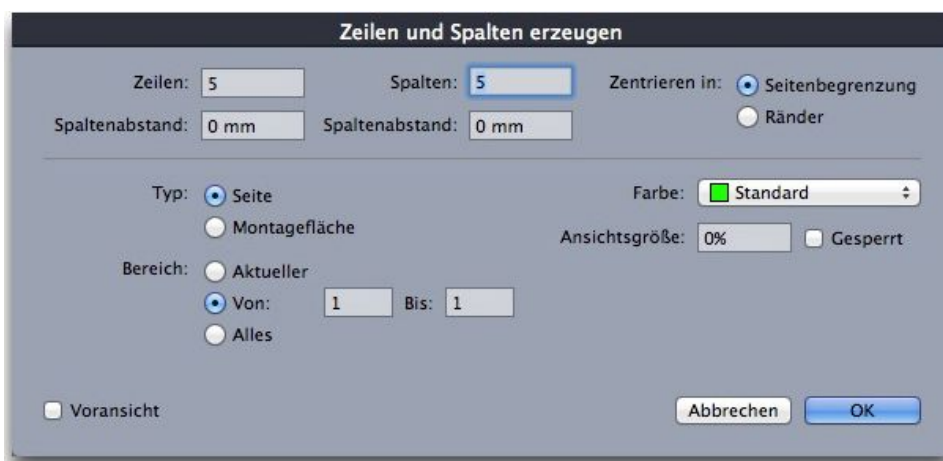 Zeilen und Spalten erzeugen
Zeilen: 5 Spalten: 5 Zentrieren in: Seitenbegrenzung
Spaltenabstand: 0 mm Spaltenabstand: 0 mm Ränder
Typ: Seite Farbe: Standard
Montagefläche Ansichtsgröße: 0% Gesperrt
Bereich: Aktueller
Von: 1 Bis: 1
Alles
Voransicht Abbrechen OK